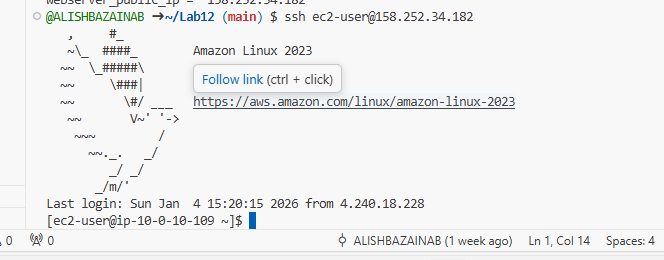 webserver_public_ip = "158.252.34.182"
@ALISHBAZAINAB ➜~/Lab12 (main) $ ssh ec2-user@158.252.34.182
   ,     #_
   ~\_  ####_        Amazon Linux 2023
  ~~  \_#####\
  ~~     \###|       Follow link (ctrl + click)
  ~~       \#/ ___   https://aws.amazon.com/linux/amazon-linux-2023
   ~~       V~' '->
    ~~~         /
      ~~._.   _/
         _/ _/
       _/m/'
Last login: Sun Jan  4 15:20:15 2026 from 4.240.18.228
[ec2-user@ip-10-0-10-109 ~]$
0 0 ALISHBAZAINAB (1 week ago) Ln 1, Col 14 Spaces: 4